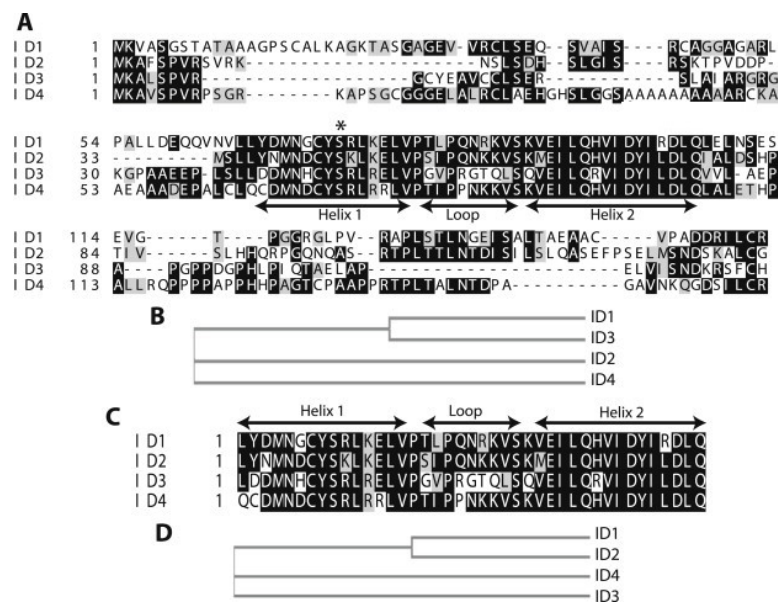 A
ID1 1 MKVASGSTATAAAGPSCALKAGKTASGAGEV--VRCLSEQ--SVAIS----RCAGGAGARL
ID2 1 MKAFSPVRSVRK-------------------NSLSDH--SLGIS----RSKTPVDDP-
ID3 1 MKALSPVR--------------GCYEAVCCLSER--------SLAIARGRG
ID4 1 MKAVSPVRPSGR--------KAPSGCGGGELALRCLAEHGHSLGGSAAAAAAAAAARCKA
*
ID1 54 PALLDEQQVNVLLYDMNGCYSRLKELVPTLPQNRKVSKVEILQHVIDYIRDLQLELNSES
ID2 33 ---------MSLLYNMNDCYSKLKELVPSIPQNKKVSKMEILQHVIDYILDLQIALDSHP
ID3 30 KGPAAEEP-LSLLDDMNHCYSRLRELVPGVPRGTQLSQVEILQRVIDYILDLQVVL-AEP
ID4 53 AEAAADEPALCLQCDMNDCYSRLRRLVPTIPPNKKVSKVEILQHVIDYILDLQLALETHP
Helix 1 Loop Helix 2
ID1 114 EVG------T-----PGGRGLPV--RAPLSTLNGEISALTAEAAC-----VPADDRILCR
ID2 84 TIV------SLHHQRPGQNQAS-RTPLTTLNTDISILSLQASEFPSELMSNDSKALCG
ID3 88 A-----PGPPDGPHLPIQTAELAP-----------------ELVISNDKRSFCH
ID4 113 ALLRQPPPPAPPHHPAGTCPAAPPRTPLTALNTDPA-------GAVNKQGDSILCR
B
ID1
ID3
ID2
ID4
C
Helix 1 Loop Helix 2
ID1 1 LYDMNGCYSRLKELVPTLPQNRKVSKVEILQHVIDYIRDLQ
ID2 1 LYNMNDCYSKLKELVPSIPQNKKVSKMEILQHVIDYILDLQ
ID3 1 LDDMNHCYSRLRELVPGVPRGTQLSQVEILQRVIDYILDLQ
ID4 1 QCDMNDCYSRLRRLVPTIPPNKKVSKVEILQHVIDYILDLQ
D
ID1
ID2
ID4
ID3